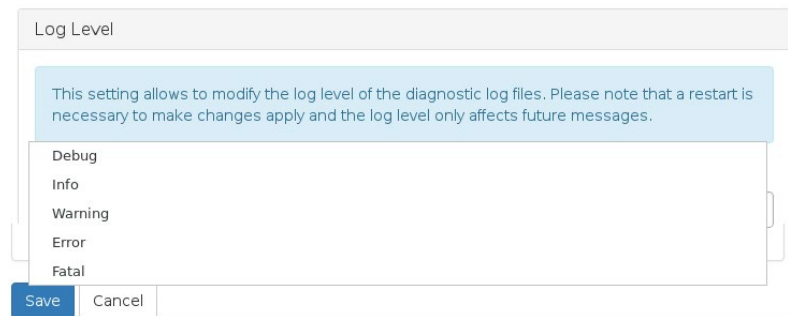 Log Level
This setting allows to modify the log level of the diagnostic log files. Please note that a restart is
necessary to make changes apply and the log level only affects future messages.
Debug
Info
Warning
Error
Fatal
Save Cancel